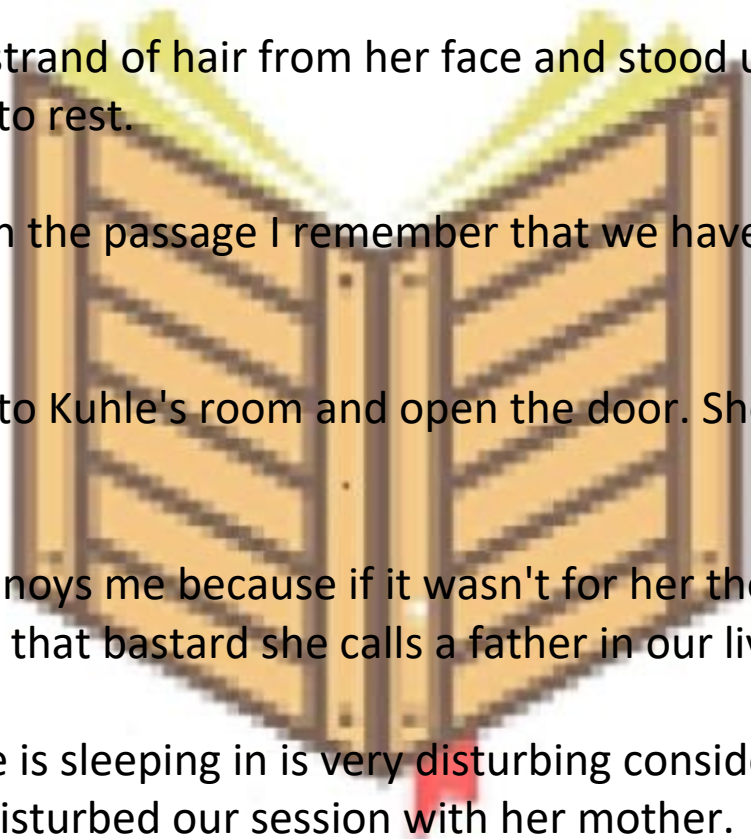 strand of hair from her face and stood u
to rest.
n the passage I remember that we have
to Kuhle's room and open the door. Sh
noys me because if it wasn't for her the
that bastard she calls a father in our li
e is sleeping in is very disturbing conside
isturbed our session with her mother.